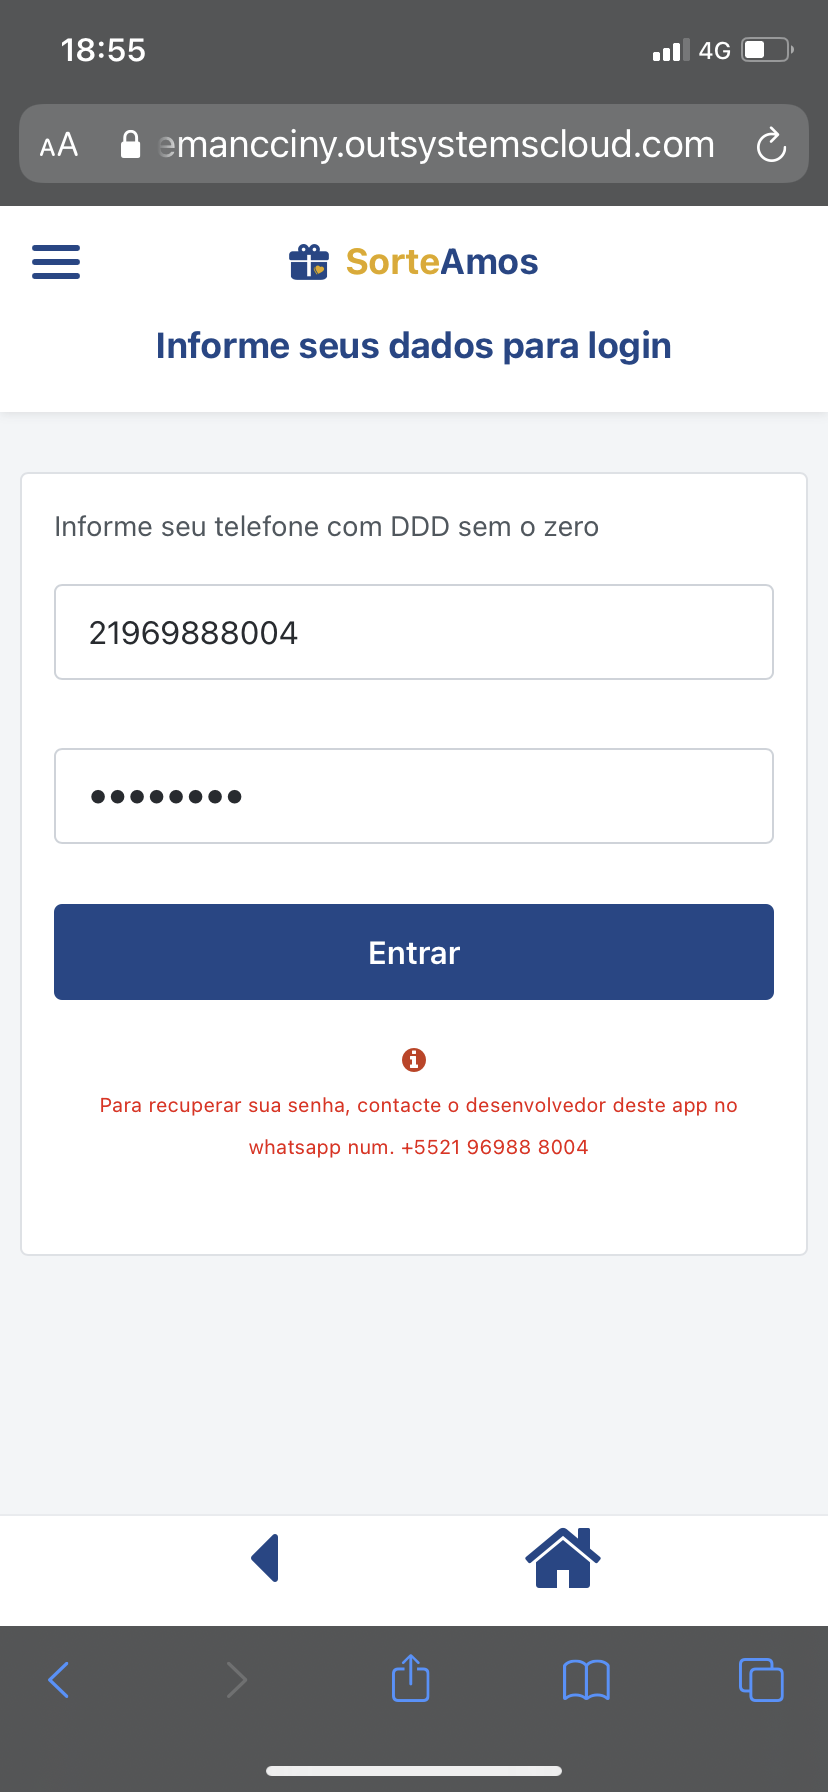 18:55
4G
AA
emancciny.outsystemscloud.com
SorteAmos
Informe seus dados para login
Informe seu telefone com DDD sem o zero
21969888004
••••••••
Entrar
Para recuperar sua senha, contacte o desenvolvedor deste app no
whatsapp num. +5521 96988 8004